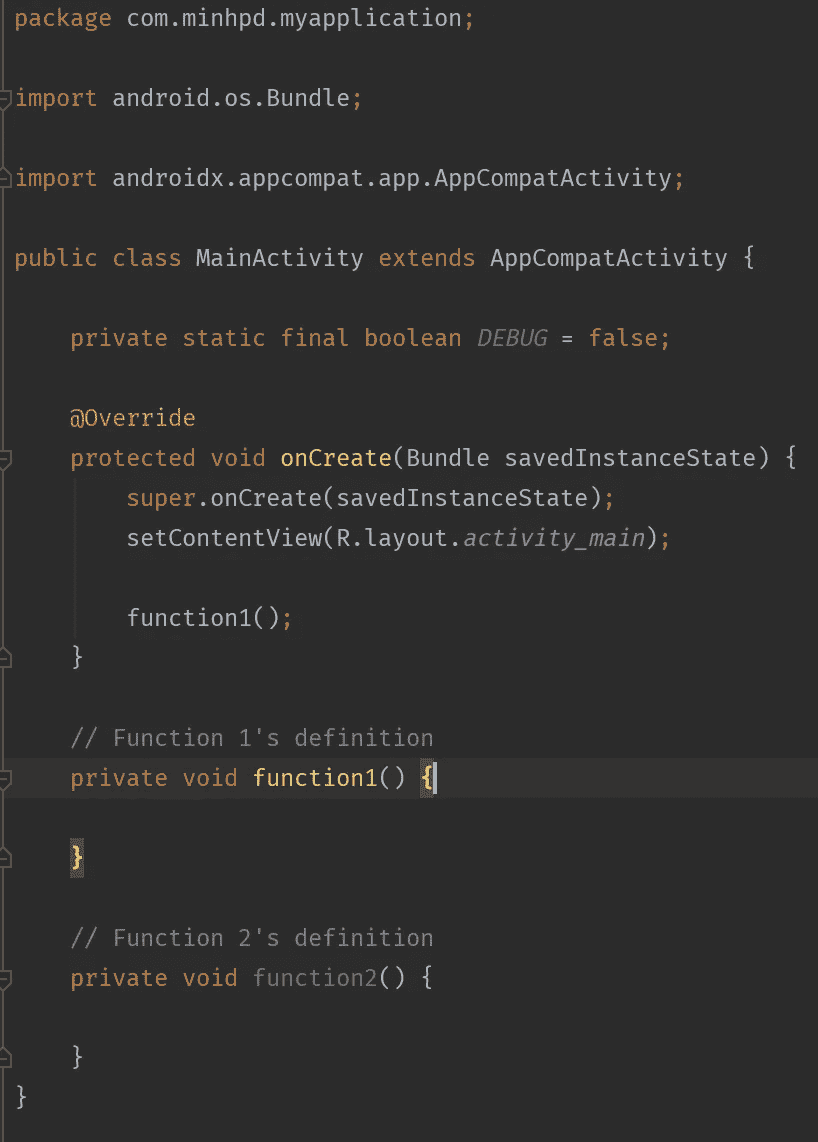 package com.minhpd.myapplication;
import android.os.Bundle;
import androidx.appcompat.app.AppCompatActivity;
public class MainActivity extends AppCompatActivity {
    private static final boolean DEBUG = false;
    @Override
    protected void onCreate(Bundle savedInstanceState) {
        super.onCreate(savedInstanceState);
        setContentView(R.layout.activity_main);
        function1();
    }
    // Function 1's definition
    private void function1() {
    }
    // Function 2's definition
    private void function2() {
    }
}